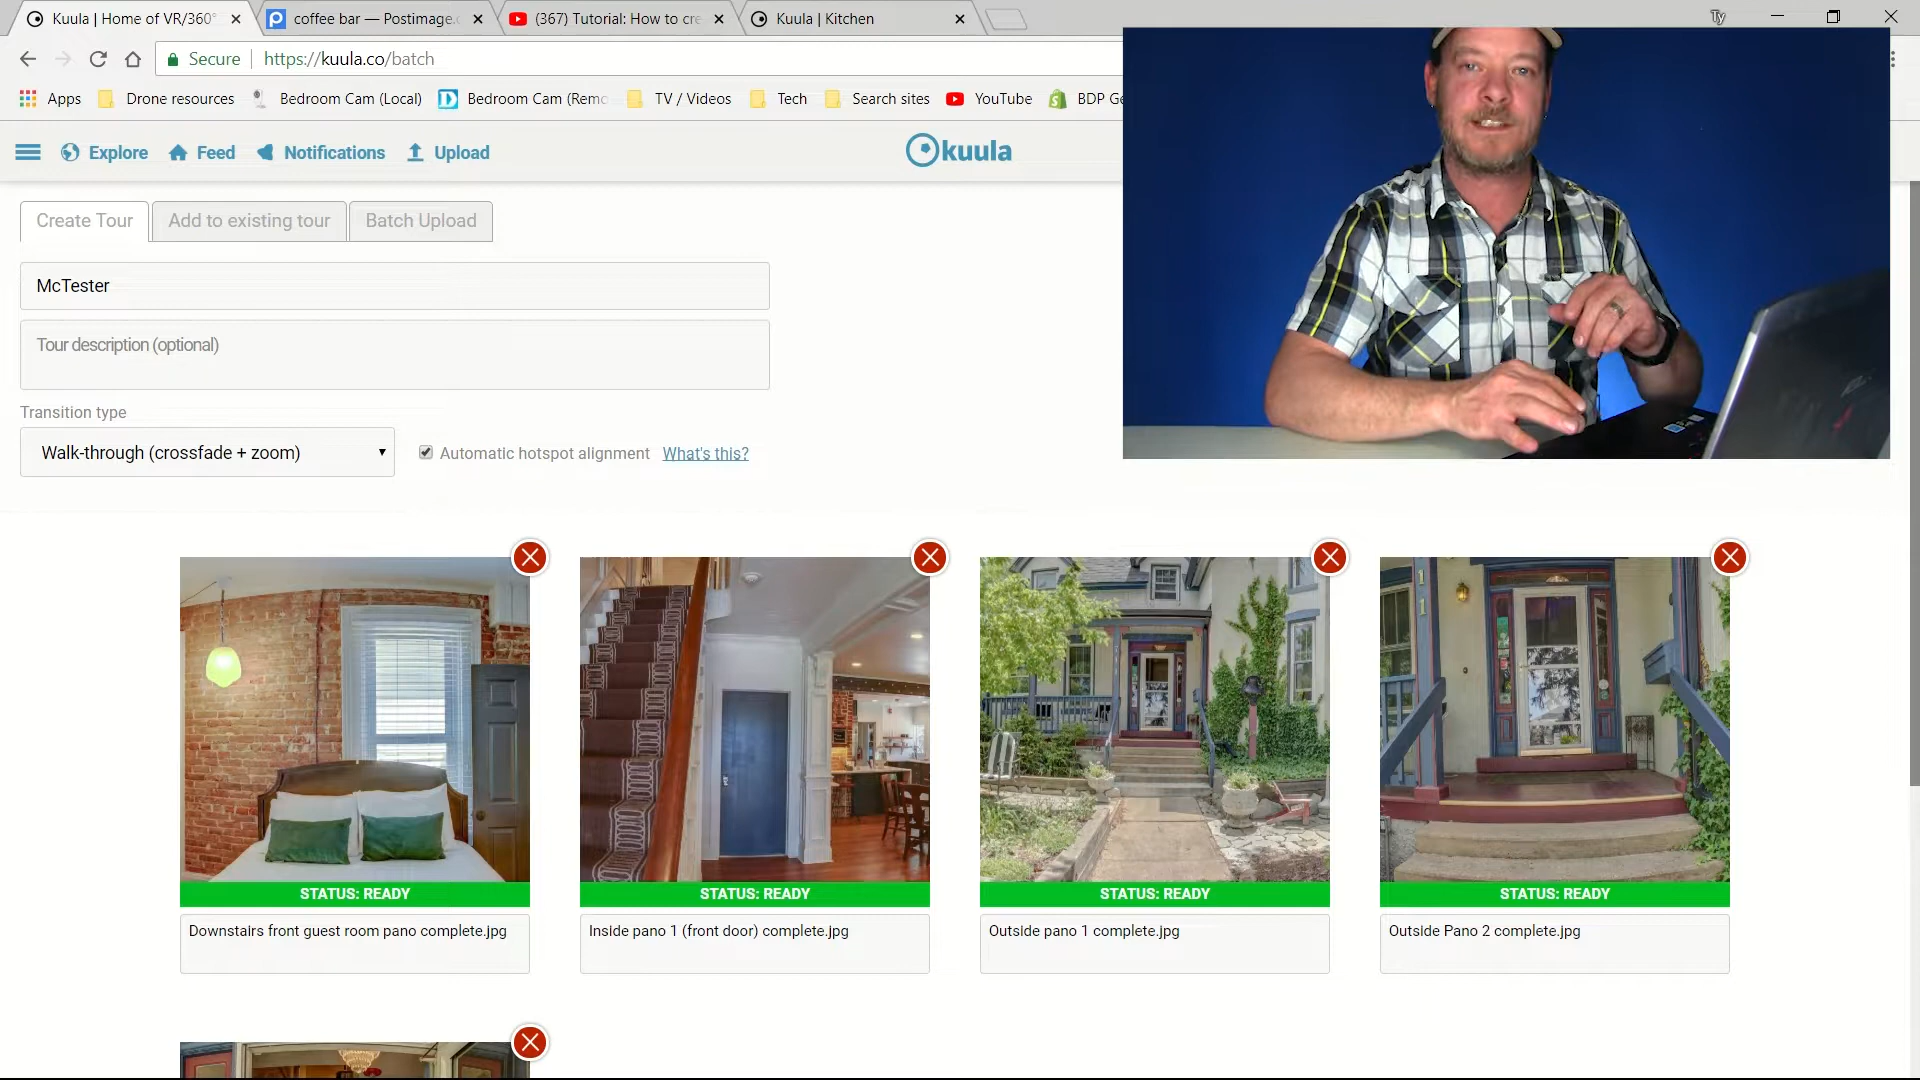 Kuula | Home of VR/360°
coffee bar — Postimage.
(367) Tutorial: How to cre
Kuula | Kitchen
Ty
Secure
https://kuula.co/batch
Apps
Drone resources
Bedroom Cam (Local)
Bedroom Cam (Remo
TV / Videos
Tech
Search sites
YouTube
BDP Ge
Explore
Feed
Notifications
Upload
kuula
Create Tour
Add to existing tour
Batch Upload
McTester
Tour description (optional)
Transition type
Walk-through (crossfade + zoom)
Automatic hotspot alignment
What's this?
STATUS: READY
STATUS: READY
STATUS: READY
STATUS: READY
Downstairs front guest room pano complete.jpg
Inside pano 1 (front door) complete.jpg
Outside pano 1 complete.jpg
Outside Pano 2 complete.jpg